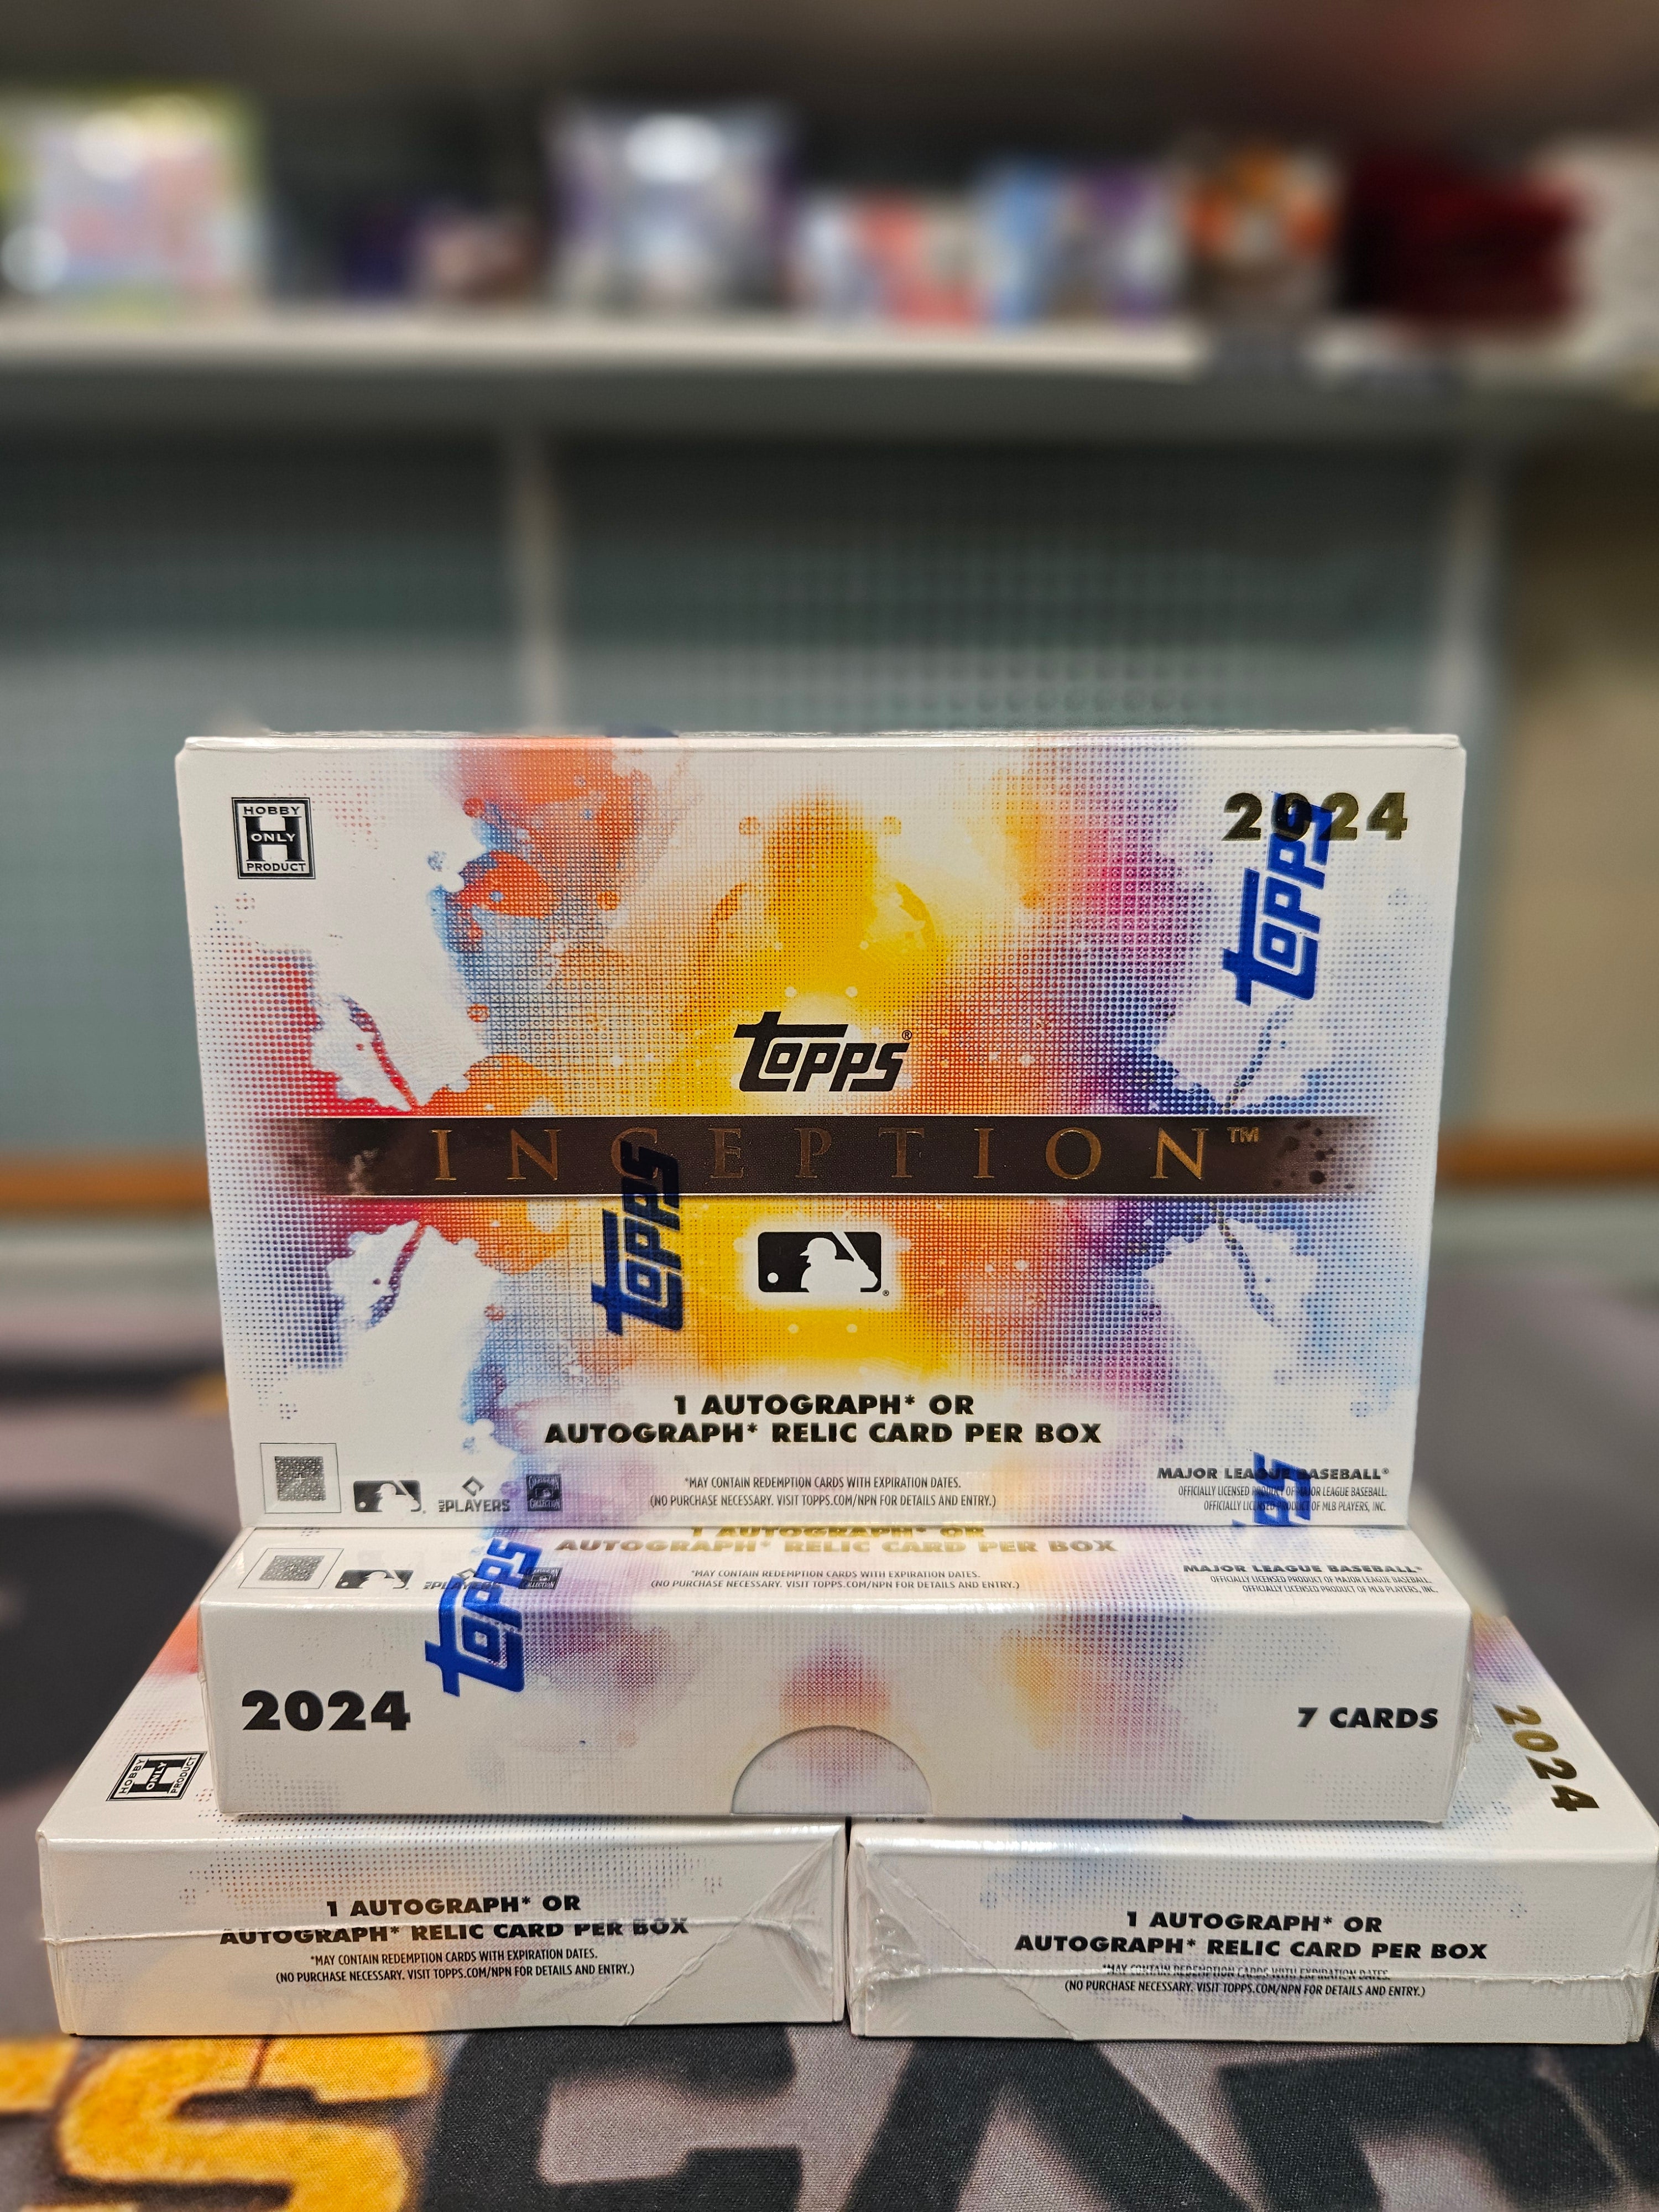 HOBBY
ONLY
PRODUCT
2024
topps
topps®
INCEPTION™
topps
1 AUTOGRAPH* OR
AUTOGRAPH* RELIC CARD PER BOX
*MAY CONTAIN REDEMPTION CARDS WITH EXPIRATION DATES.
(NO PURCHASE NECESSARY. VISIT TOPPS.COM/NPN FOR DETAILS AND ENTRY.)
PLAYERS
MAJOR LEAGUE BASEBALL®
OFFICIALLY LICENSED PRODUCT OF MAJOR LEAGUE BASEBALL.
OFFICIALLY LICENSED PRODUCT OF MLB PLAYERS, INC.
1 AUTOGRAPH* OR
AUTOGRAPH* RELIC CARD PER BOX
*MAY CONTAIN REDEMPTION CARDS WITH EXPIRATION DATES.
(NO PURCHASE NECESSARY. VISIT TOPPS.COM/NPN FOR DETAILS AND ENTRY.)
MAJOR LEAGUE BASEBALL®
OFFICIALLY LICENSED PRODUCT OF MAJOR LEAGUE BASEBALL.
OFFICIALLY LICENSED PRODUCT OF MLB PLAYERS, INC.
topps
2024
7 CARDS
HOBBY
ONLY
PRODUCT
2024
1 AUTOGRAPH* OR
AUTOGRAPH* RELIC CARD PER BOX
*MAY CONTAIN REDEMPTION CARDS WITH EXPIRATION DATES.
(NO PURCHASE NECESSARY. VISIT TOPPS.COM/NPN FOR DETAILS AND ENTRY.)
1 AUTOGRAPH* OR
AUTOGRAPH* RELIC CARD PER BOX
*MAY CONTAIN REDEMPTION CARDS WITH EXPIRATION DATES.
(NO PURCHASE NECESSARY. VISIT TOPPS.COM/NPN FOR DETAILS AND ENTRY.)